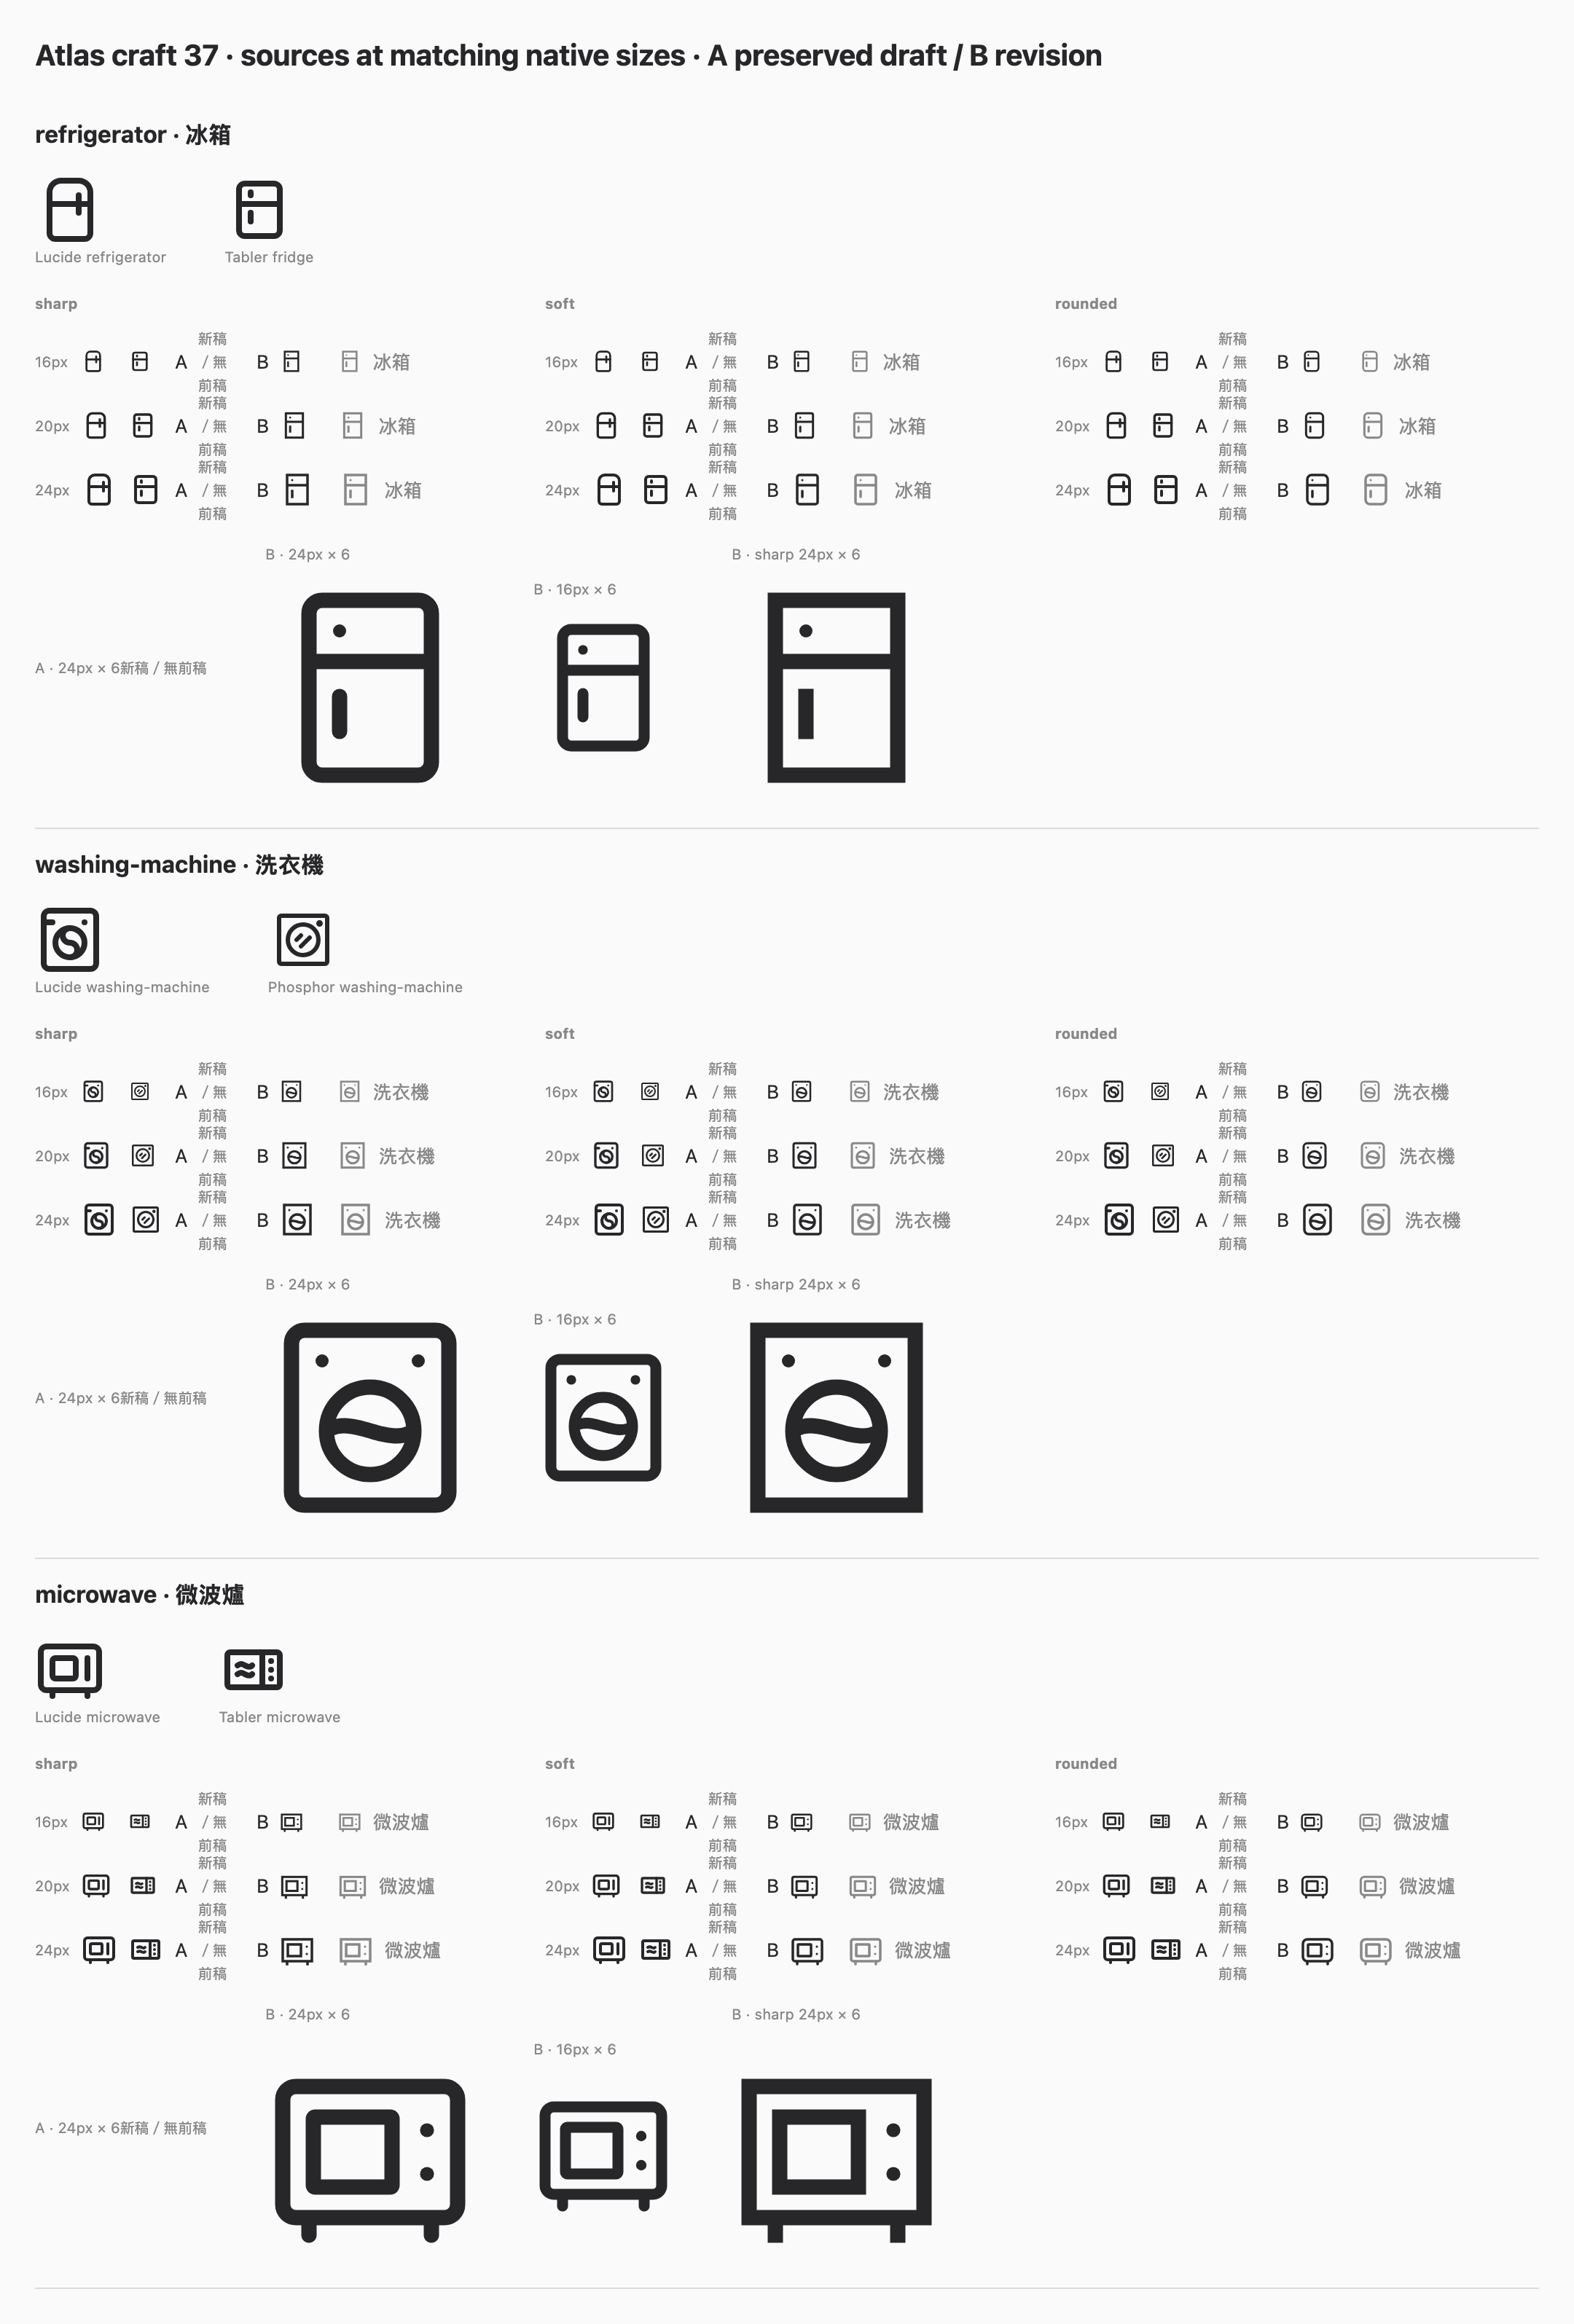 Atlas craft 37 · sources at matching native sizes · A preserved draft / B revision
refrigerator · 冰箱
Lucide refrigerator
Tabler fridge
sharp
16px A 新稿 / 無前稿 B 冰箱
20px A 新稿 / 無前稿 B 冰箱
24px A 新稿 / 無前稿 B 冰箱
soft
16px A 新稿 / 無前稿 B 冰箱
20px A 新稿 / 無前稿 B 冰箱
24px A 新稿 / 無前稿 B 冰箱
rounded
16px A 新稿 / 無前稿 B 冰箱
20px A 新稿 / 無前稿 B 冰箱
24px A 新稿 / 無前稿 B 冰箱
A · 24px × 6新稿 / 無前稿
B · 24px × 6
B · 16px × 6
B · sharp 24px × 6
washing-machine · 洗衣機
Lucide washing-machine
Phosphor washing-machine
sharp
16px A 新稿 / 無前稿 B 洗衣機
20px A 新稿 / 無前稿 B 洗衣機
24px A 新稿 / 無前稿 B 洗衣機
soft
16px A 新稿 / 無前稿 B 洗衣機
20px A 新稿 / 無前稿 B 洗衣機
24px A 新稿 / 無前稿 B 洗衣機
rounded
16px A 新稿 / 無前稿 B 洗衣機
20px A 新稿 / 無前稿 B 洗衣機
24px A 新稿 / 無前稿 B 洗衣機
A · 24px × 6新稿 / 無前稿
B · 24px × 6
B · 16px × 6
B · sharp 24px × 6
microwave · 微波爐
Lucide microwave
Tabler microwave
sharp
16px A 新稿 / 無前稿 B 微波爐
20px A 新稿 / 無前稿 B 微波爐
24px A 新稿 / 無前稿 B 微波爐
soft
16px A 新稿 / 無前稿 B 微波爐
20px A 新稿 / 無前稿 B 微波爐
24px A 新稿 / 無前稿 B 微波爐
rounded
16px A 新稿 / 無前稿 B 微波爐
20px A 新稿 / 無前稿 B 微波爐
24px A 新稿 / 無前稿 B 微波爐
A · 24px × 6新稿 / 無前稿
B · 24px × 6
B · 16px × 6
B · sharp 24px × 6